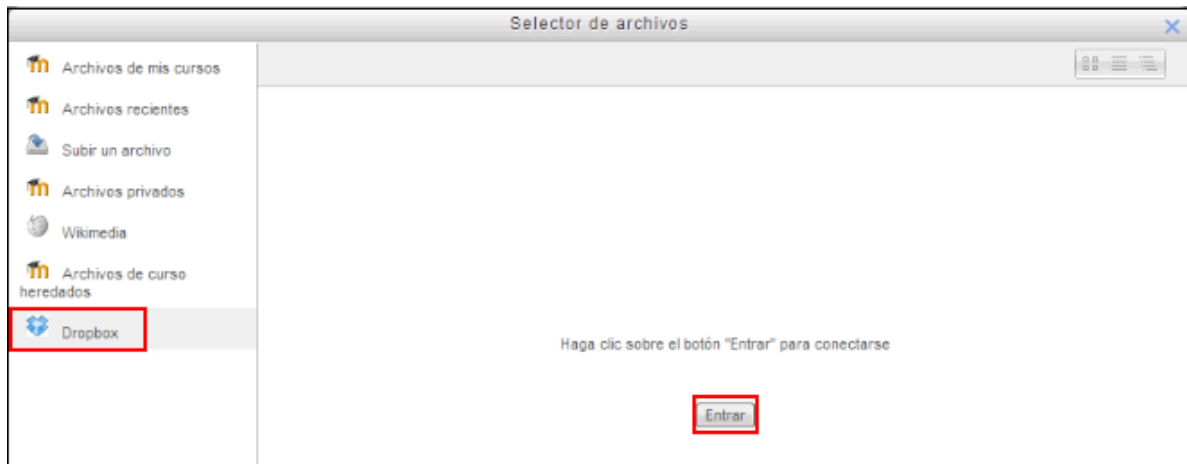 Selector de archivos
Archivos de mis cursos
Archivos recientes
Subir un archivo
Archivos privados
Wikimedia
Archivos de curso
heredados
Dropbox
Haga clic sobre el botón "Entrar" para conectarse
Entrar